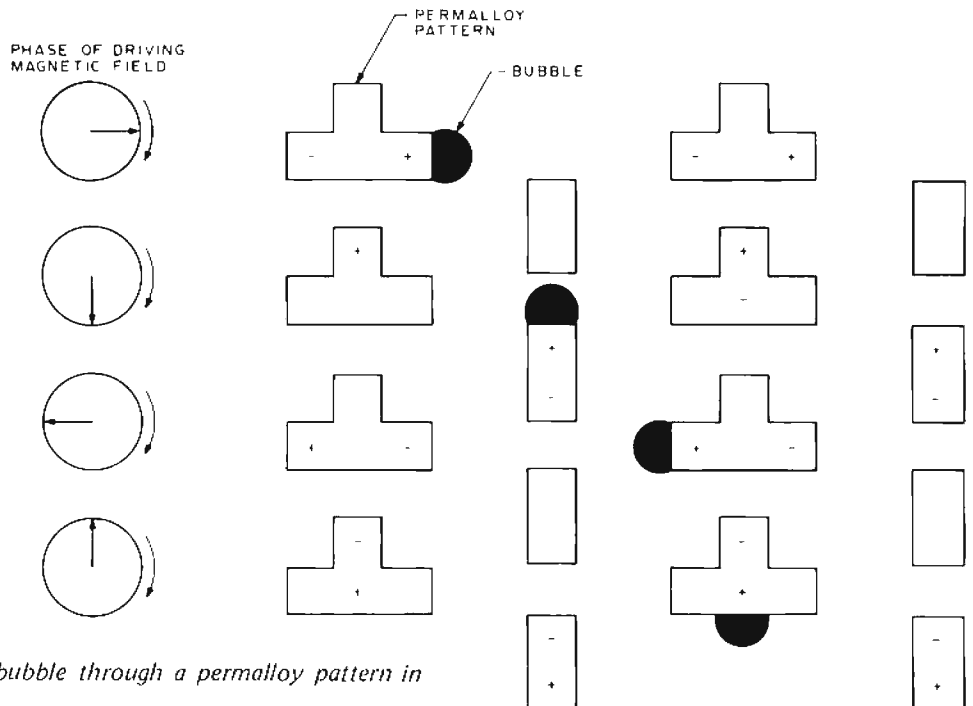 PERMALLOY
PATTERN
PHASE OF DRIVING
MAGNETIC FIELD
- BUBBLE
- + - +
+ +
-
+
-
+
-
+ - + -
- -
+ +
-
+
-
+
bubble through a permalloy pattern in